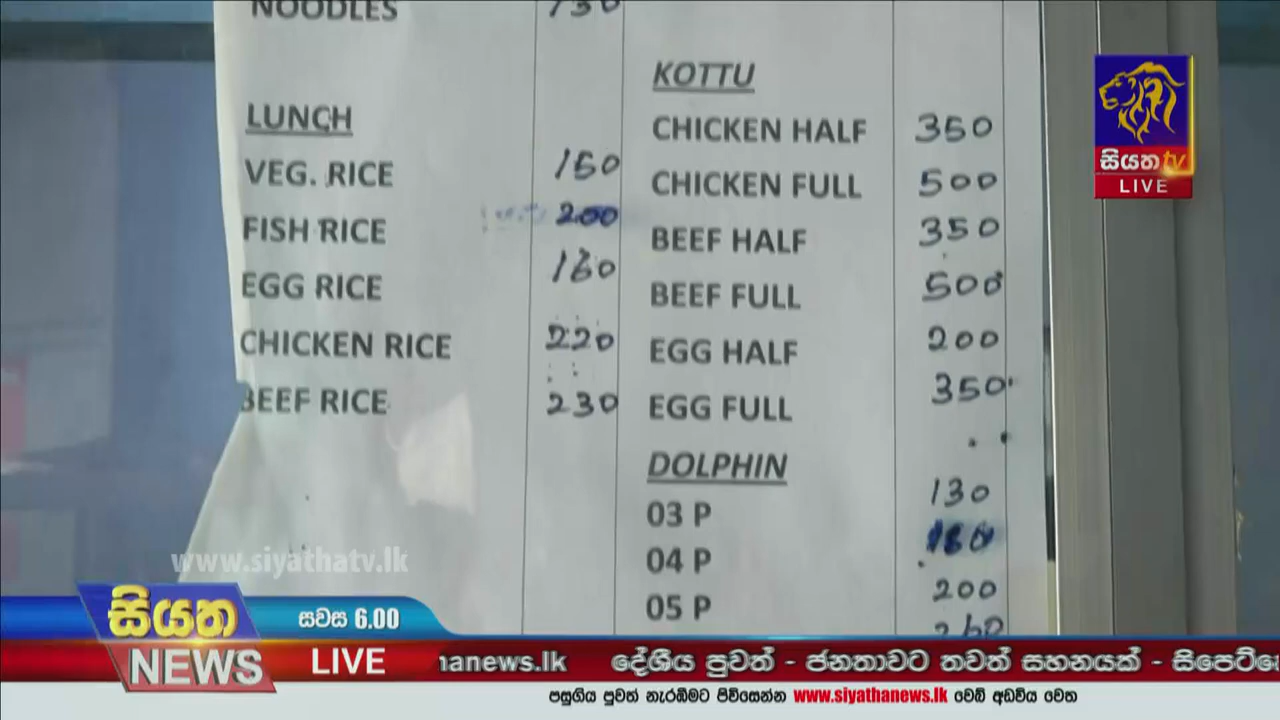 NOODLES 130
LUNCH
VEG. RICE 150
FISH RICE 200
EGG RICE 160
CHICKEN RICE 220
BEEF RICE 230
KOTTU
CHICKEN HALF 350
CHICKEN FULL 500
BEEF HALF 350
BEEF FULL 500
EGG HALF 200
EGG FULL 350
DOLPHIN
03 P 130
04 P 160
05 P 200
සියත tv
LIVE
www.siyathatv.lk
සියත
NEWS
සවස 6.00
LIVE
දේශීය පුවත් - ජනතාවට තවත් සහනයක් -
පසුගිය පුවත් නැරඹීමට පිවිසෙන්න www.siyathanews.lk වෙබ් අඩවිය වෙත